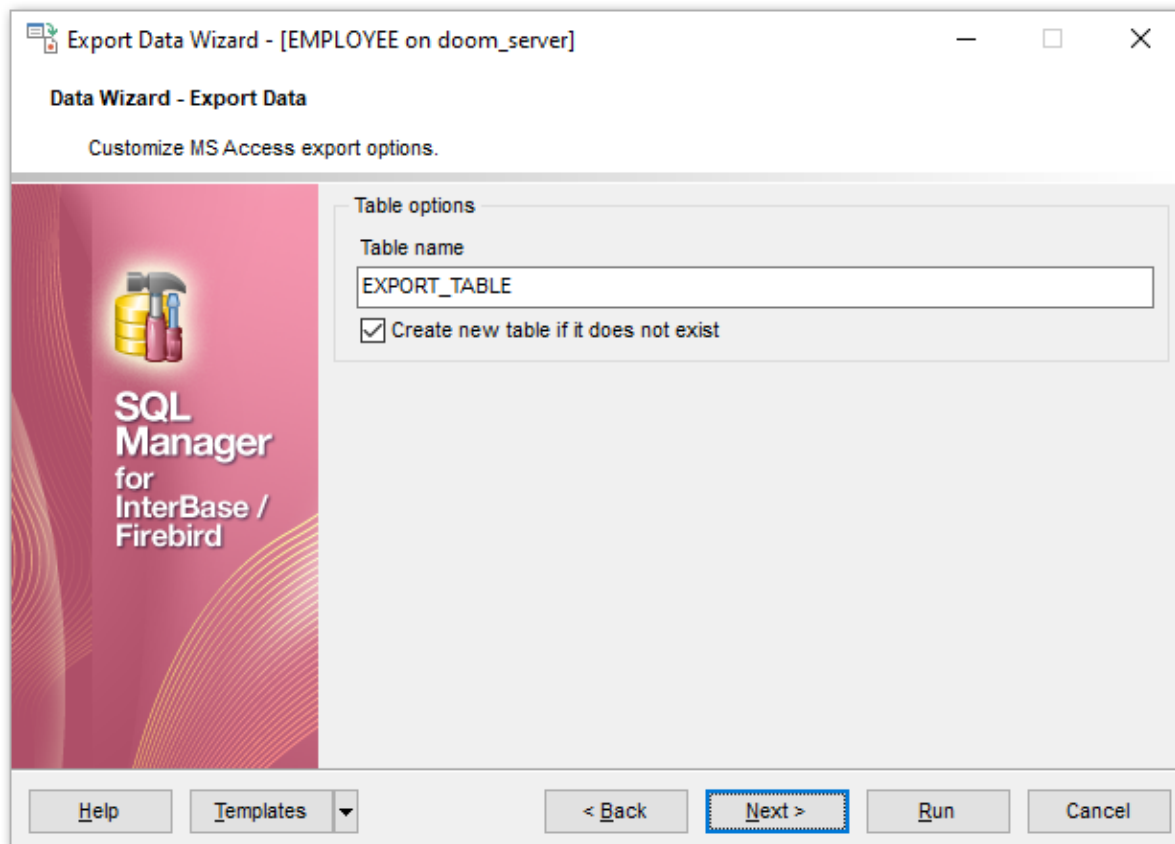 Export Data Wizard - [EMPLOYEE on doom_server]
Data Wizard - Export Data
Customize MS Access export options.
SQL
Manager
for
InterBase /
Firebird
Table options
Table name
EXPORT_TABLE
Create new table if it does not exist
Help
Templates
< Back
Next >
Run
Cancel